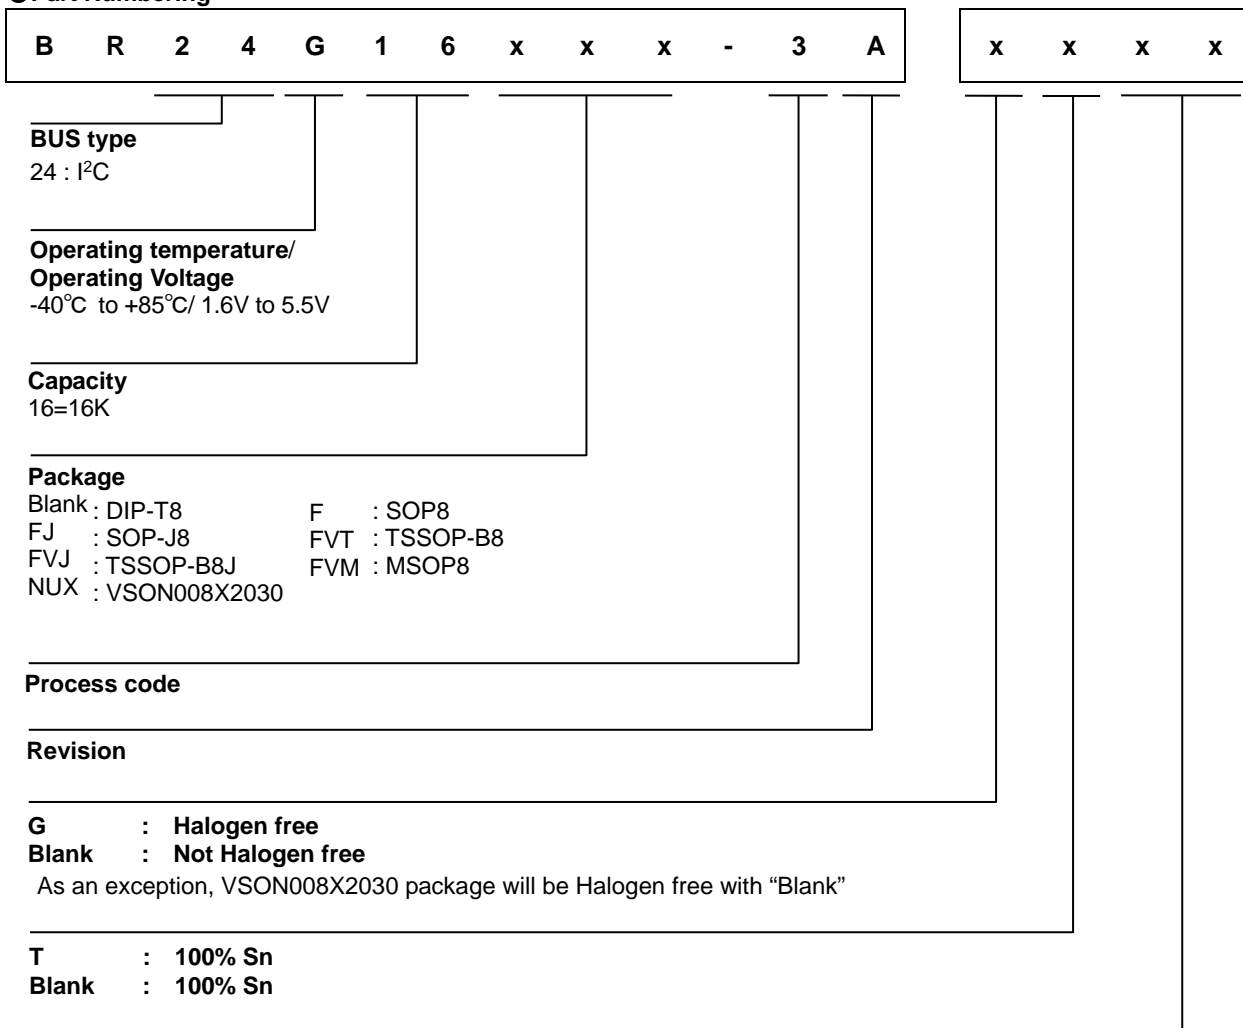 B R 2 4 G 1 6 x x x - 3 A x x x x
BUS type
24 : I²C
Operating temperature/
Operating Voltage
-40℃ to +85℃/ 1.6V to 5.5V
Capacity
16=16K
Package
Blank : DIP-T8 F : SOP8
FJ : SOP-J8 FVT : TSSOP-B8
FVJ : TSSOP-B8J FVM : MSOP8
NUX : VSON008X2030
Process code
Revision
G : Halogen free
Blank : Not Halogen free
As an exception, VSON008X2030 package will be Halogen free with “Blank”
T : 100% Sn
Blank : 100% Sn